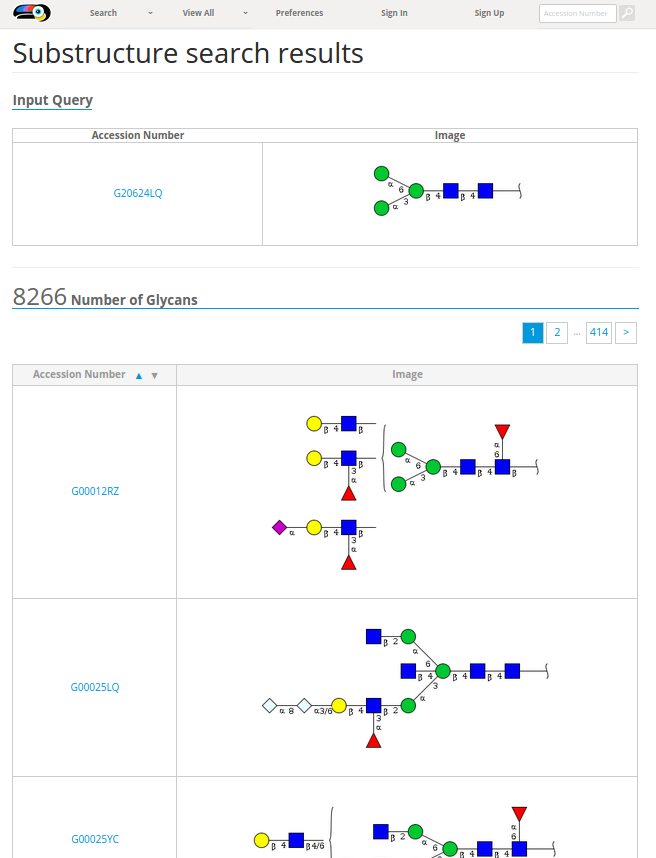 Search View All Preferences Sign In Sign Up Accession Number
Substructure search results
Input Query
Accession Number Image
G20624LQ
α 6 β 4 β 4
α 3
8266 Number of Glycans
1 2 ... 414 >
Accession Number ▲ ▼ Image
G00012RZ
β 4 β
β 4 β
3
α
α β 4 β
3
α
α 6
α 3
β 4 β 4 β
α
6
G00025LQ
β 2
α
6
β 4 β 4 β 4
3
α
α 8 α3/6 β 4 β 2
3
α
G00025YC
β 4 β4/6
β 2
α 6
β 4 β 4
α
6